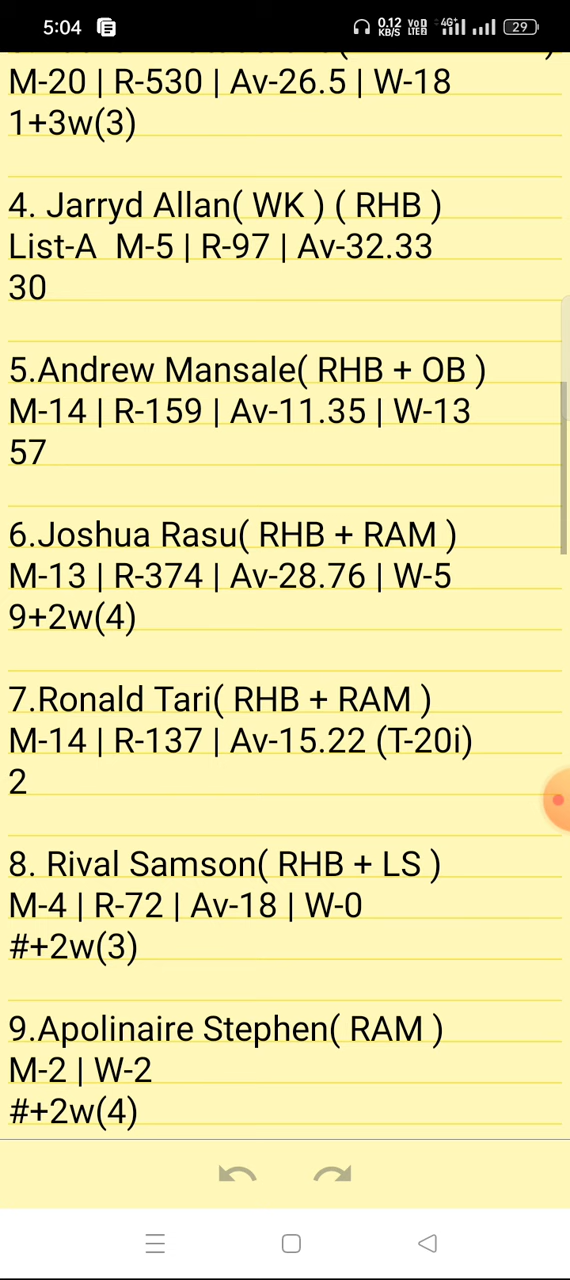 5:04 0.12 KB/S Vo LTE 4G+ 29
M-20 | R-530 | Av-26.5 | W-18
1+3w(3)
4. Jarryd Allan( WK ) ( RHB )
List-A M-5 | R-97 | Av-32.33
30
5.Andrew Mansale( RHB + OB )
M-14 | R-159 | Av-11.35 | W-13
57
6.Joshua Rasu( RHB + RAM )
M-13 | R-374 | Av-28.76 | W-5
9+2w(4)
7.Ronald Tari( RHB + RAM )
M-14 | R-137 | Av-15.22 (T-20i)
2
8. Rival Samson( RHB + LS )
M-4 | R-72 | Av-18 | W-0
#+2w(3)
9.Apolinaire Stephen( RAM )
M-2 | W-2
#+2w(4)